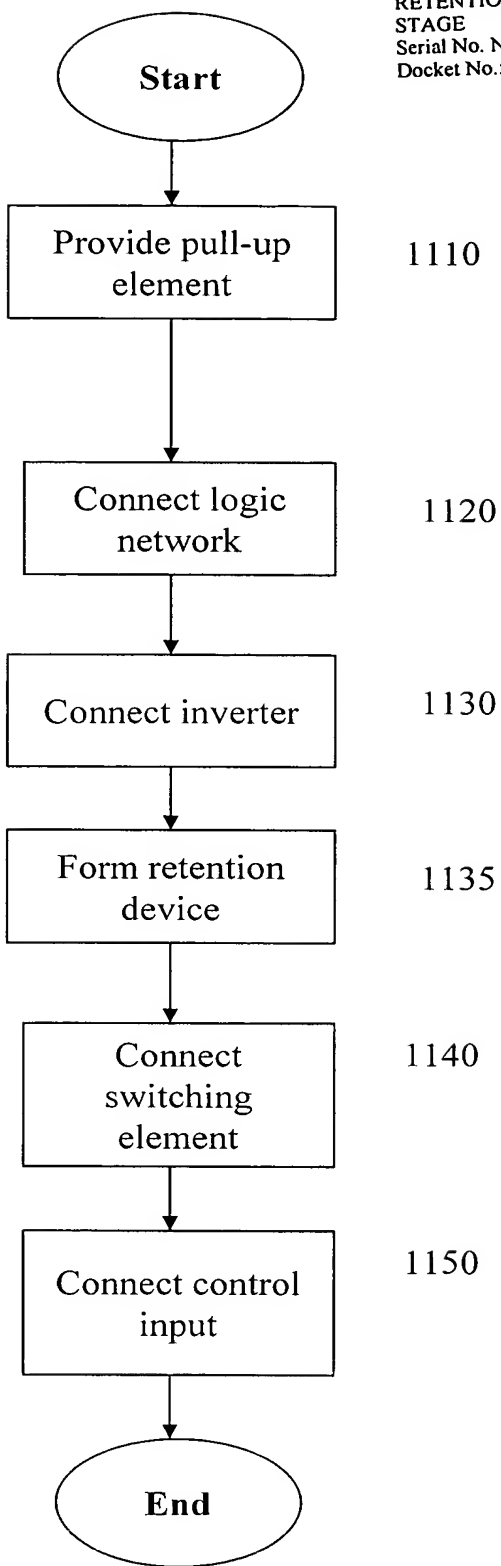 RETENTION
STAGE
Serial No.
Docket No.:
Start
Provide pull-up
element
1110
Connect logic
network
1120
Connect inverter
1130
Form retention
device
1135
Connect
switching
element
1140
Connect control
input
1150
End